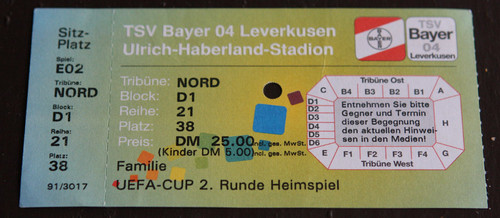 Sitz-
Platz
Spiel:
E02
Tribüne:
NORD
Block:
D1
Reihe:
21
Platz:
38
91/3017
TSV Bayer 04 Leverkusen
Ulrich-Haberland-Stadion
Tribüne: NORD
Block: D1
Reihe: 21
Platz: 38
Preis: DM 25.00 incl. ges. MwSt.
(Kinder DM 5.00) incl. ges. MwSt.
Familie
UEFA-CUP 2. Runde Heimspiel
BAYER
TSV
Bayer
04
Leverkusen
Tribüne Ost
C B4 B3 B2 B1 A
D1
D2
D3
D4
D5
D6
Entnehmen Sie bitte
Gegner und Termin
dieser Begegnung
den aktuellen Hinwei-
sen in den Medien!
E F1 F2 F3 F4 G
H
Tribüne West